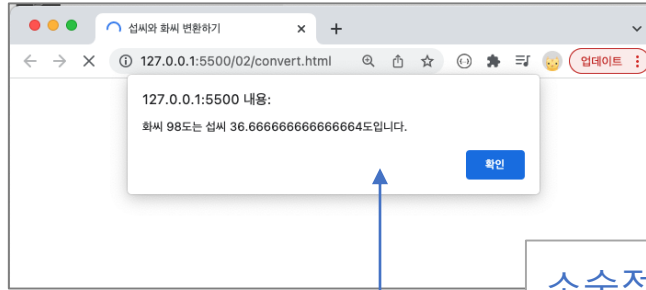 섭씨와 화씨 변환하기
127.0.0.1:5500/02/convert.html
업데이트
127.0.0.1:5500 내용:
화씨 98도는 섭씨 36.666666666666664도입니다.
확인